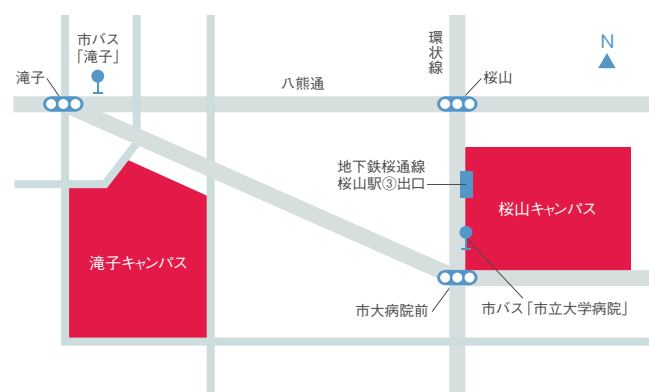 市バス
「滝子」
滝子
八熊通
環状線
桜山
N
地下鉄桜通線
桜山駅③出口
桜山キャンパス
滝子キャンパス
市大病院前
市バス「市立大学病院」